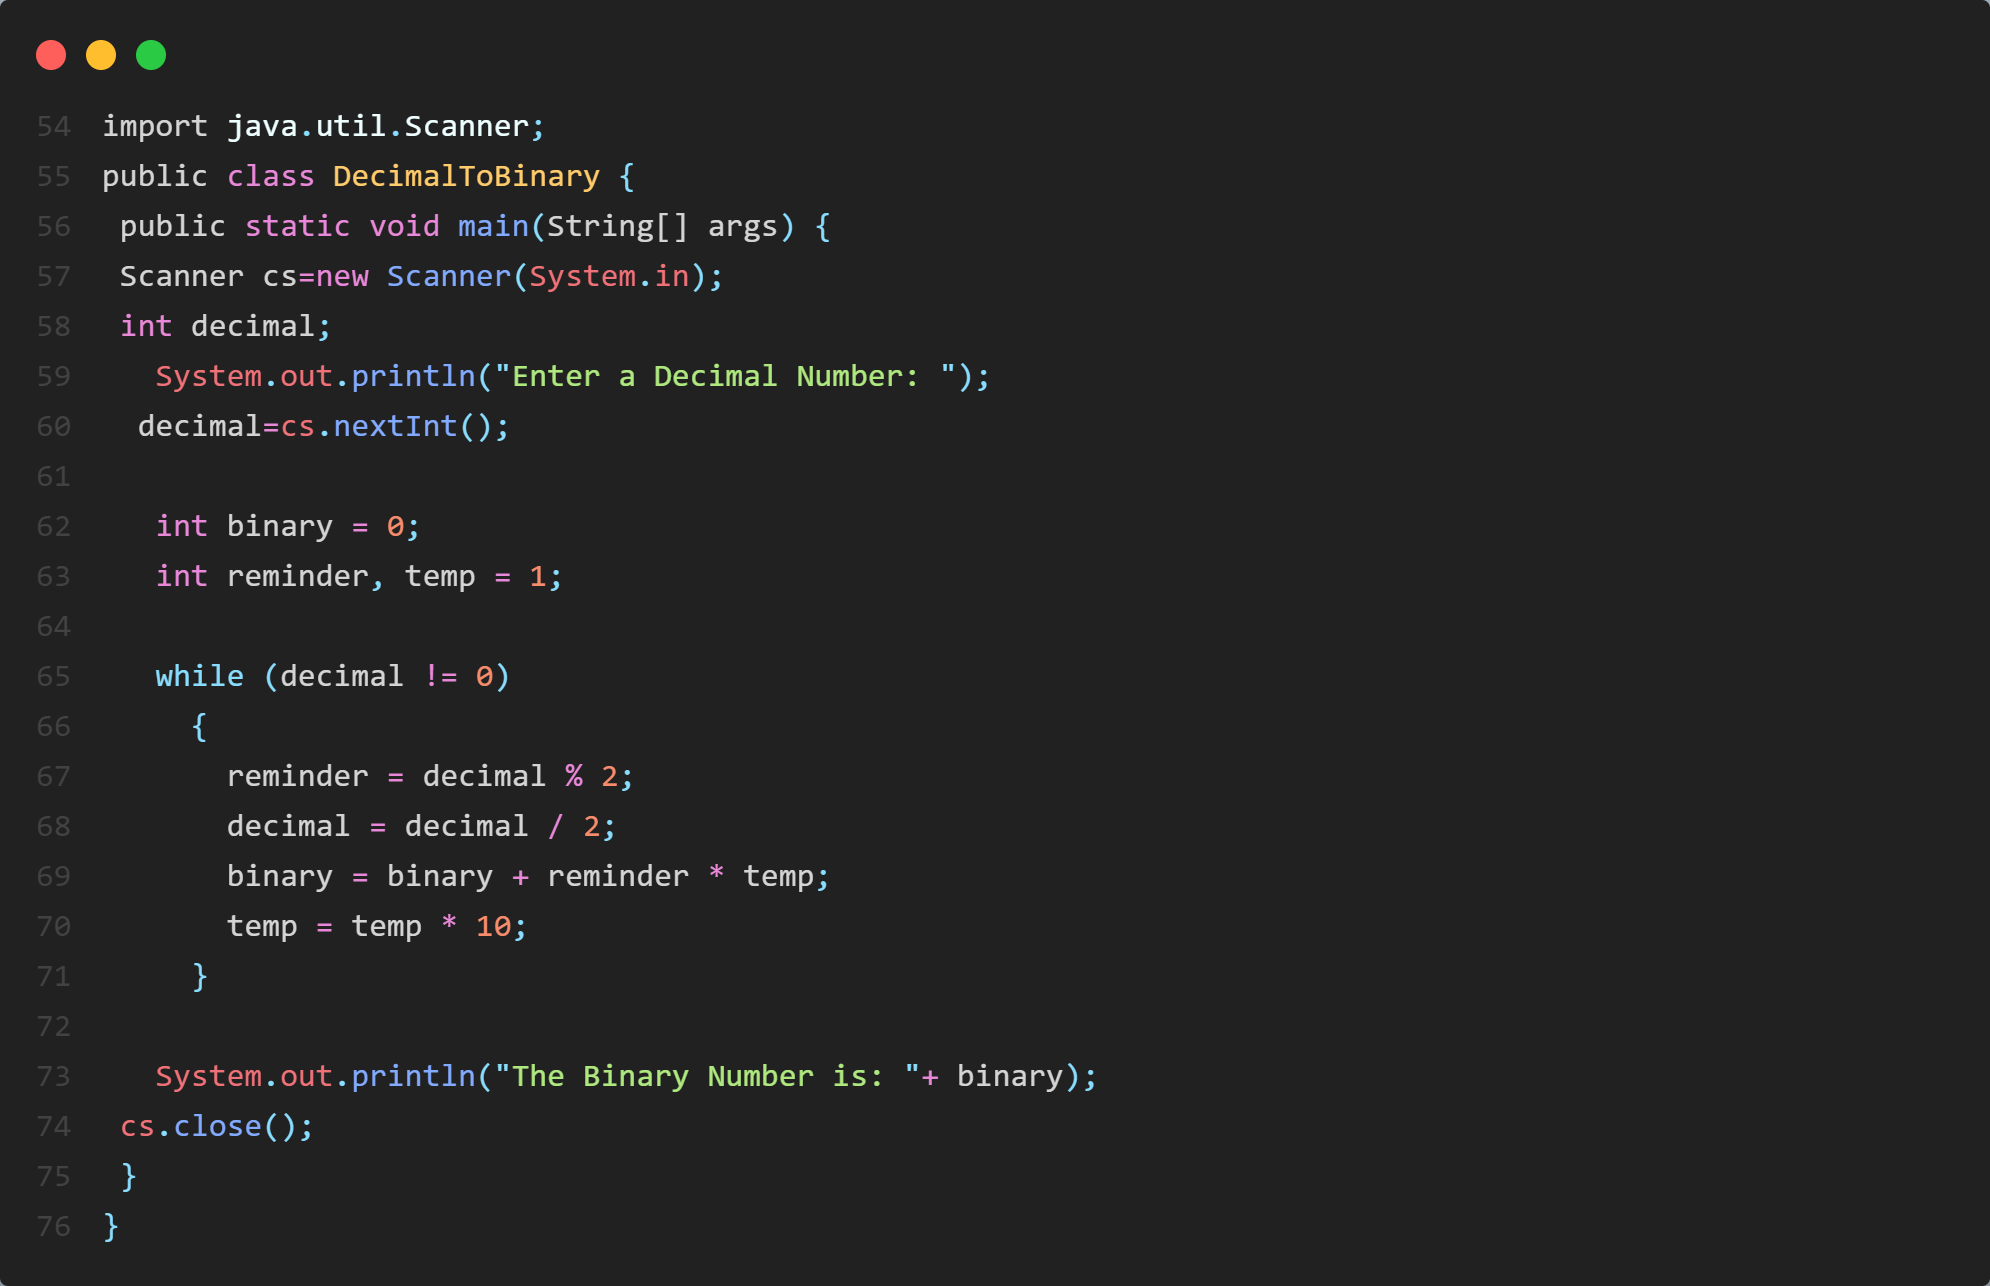 54 import java.util.Scanner;
55 public class DecimalToBinary {
56  public static void main(String[] args) {
57  Scanner cs=new Scanner(System.in);
58  int decimal;
59    System.out.println("Enter a Decimal Number: ");
60   decimal=cs.nextInt();
61
62    int binary = 0;
63    int reminder, temp = 1;
64
65    while (decimal != 0)
66      {
67        reminder = decimal % 2;
68        decimal = decimal / 2;
69        binary = binary + reminder * temp;
70        temp = temp * 10;
71      }
72
73    System.out.println("The Binary Number is: "+ binary);
74  cs.close();
75  }
76 }